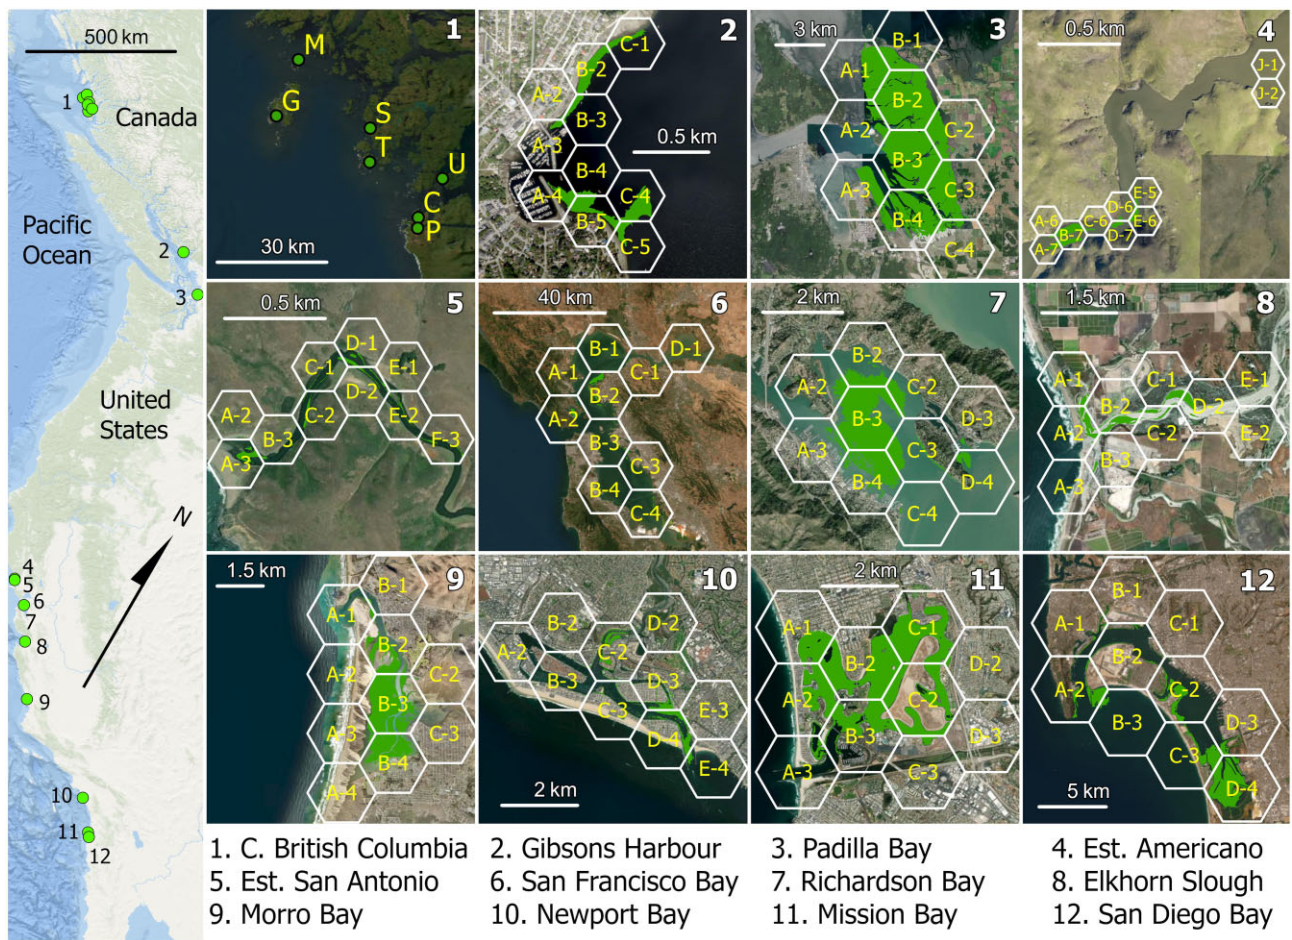 500 km
Canada
1
Pacific
Ocean
2
3
United
States
N
4
5
6
7
8
9
10
11
12
1
M
G
S
T
U
C
P
30 km
2
C-1
B-2
A-2
B-3
A-3
0.5 km
B-4
A-4
C-4
B-5
C-5
3
3 km
B-1
A-1
B-2
A-2
C-2
B-3
A-3
C-3
B-4
C-4
4
0.5 km
J-1
J-2
E-5
D-6
A-6
C-6
E-6
B-7
D-7
A-7
5
0.5 km
D-1
C-1
E-1
D-2
A-2
C-2
E-2
B-3
F-3
A-3
6
40 km
B-1
D-1
A-1
C-1
B-2
A-2
B-3
C-3
B-4
C-4
7
2 km
B-2
A-2
C-2
B-3
D-3
A-3
C-3
B-4
D-4
C-4
8
1.5 km
A-1
C-1
E-1
B-2
D-2
A-2
C-2
E-2
B-3
A-3
9
1.5 km
B-1
A-1
B-2
A-2
C-2
B-3
A-3
C-3
B-4
A-4
10
B-2
D-2
A-2
C-2
B-3
D-3
C-3
E-3
D-4
E-4
2 km
11
2 km
A-1
C-1
B-2
D-2
A-2
C-2
B-3
D-3
A-3
C-3
12
B-1
A-1
C-1
B-2
A-2
C-2
B-3
D-3
C-3
D-4
5 km
1. C. British Columbia 2. Gibsons Harbour 3. Padilla Bay 4. Est. Americano
5. Est. San Antonio 6. San Francisco Bay 7. Richardson Bay 8. Elkhorn Slough
9. Morro Bay 10. Newport Bay 11. Mission Bay 12. San Diego Bay